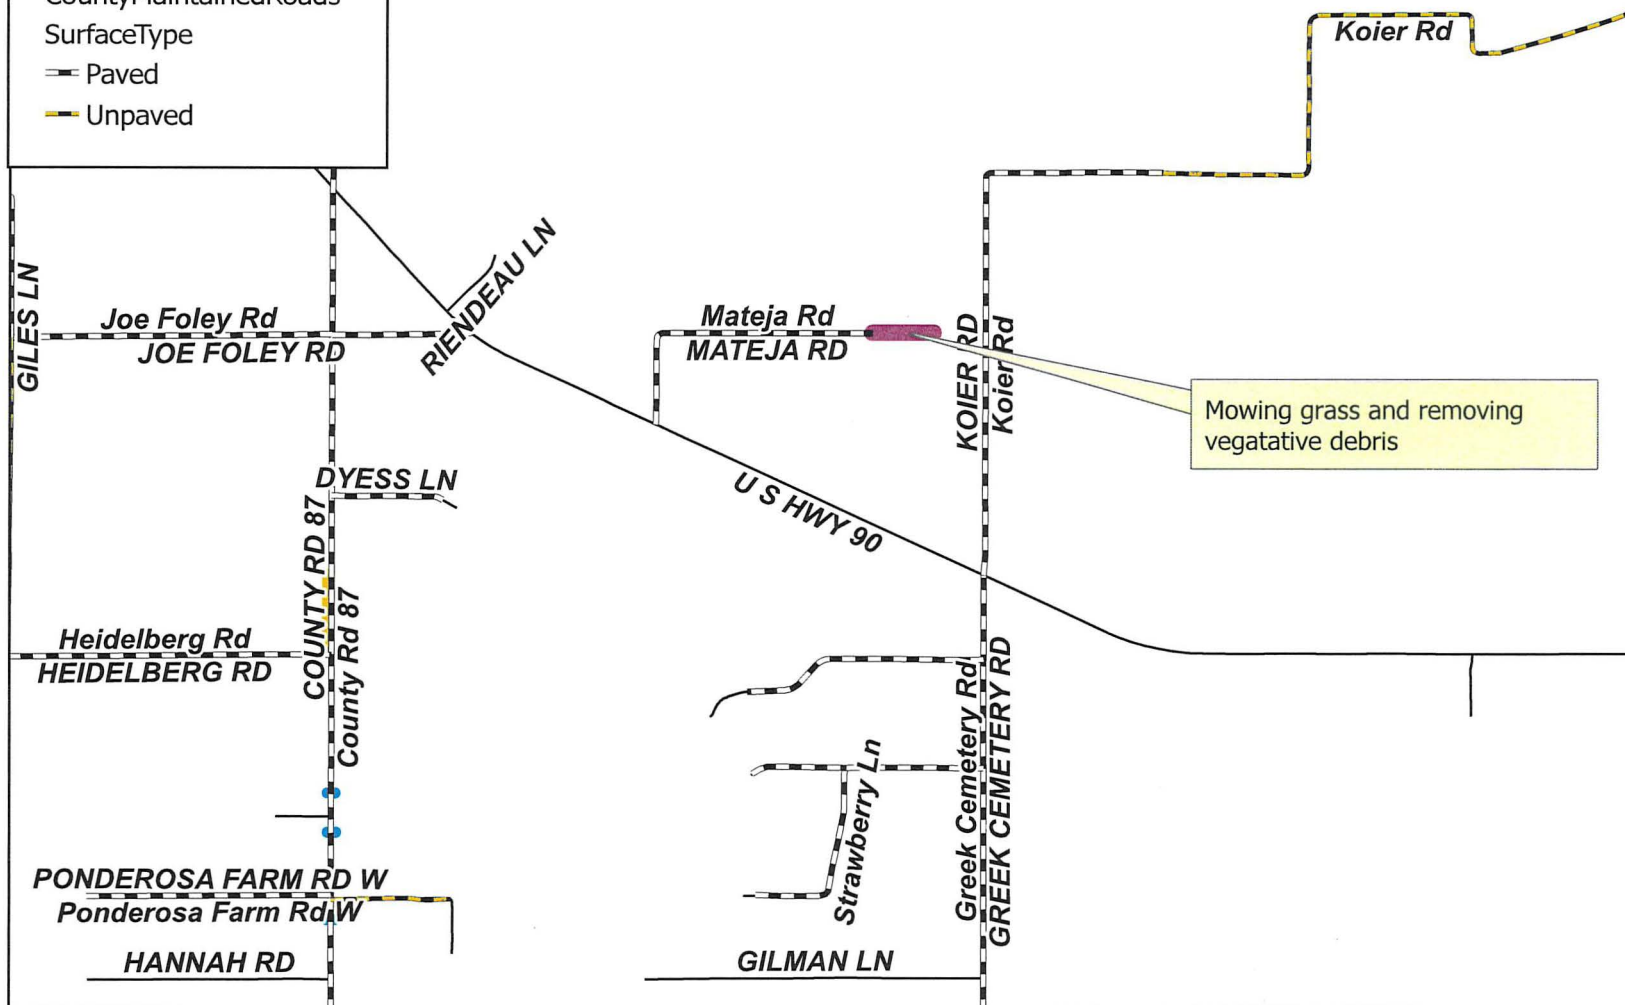 CountyMaintainedRoads
SurfaceType
Paved
Unpaved
Koier Rd
GILES LN
Joe Foley Rd
JOE FOLEY RD
RIENDEAU LN
Mateja Rd
MATEJA RD
KOIER RD
Koier Rd
Mowing grass and removing
vegatative debris
DYESS LN
U S HWY 90
COUNTY RD 87
County Rd 87
Heidelberg Rd
HEIDELBERG RD
Greek Cemetery Rd
GREEK CEMETERY RD
Strawberry Ln
PONDEROSA FARM RD W
Ponderosa Farm Rd W
HANNAH RD
GILMAN LN